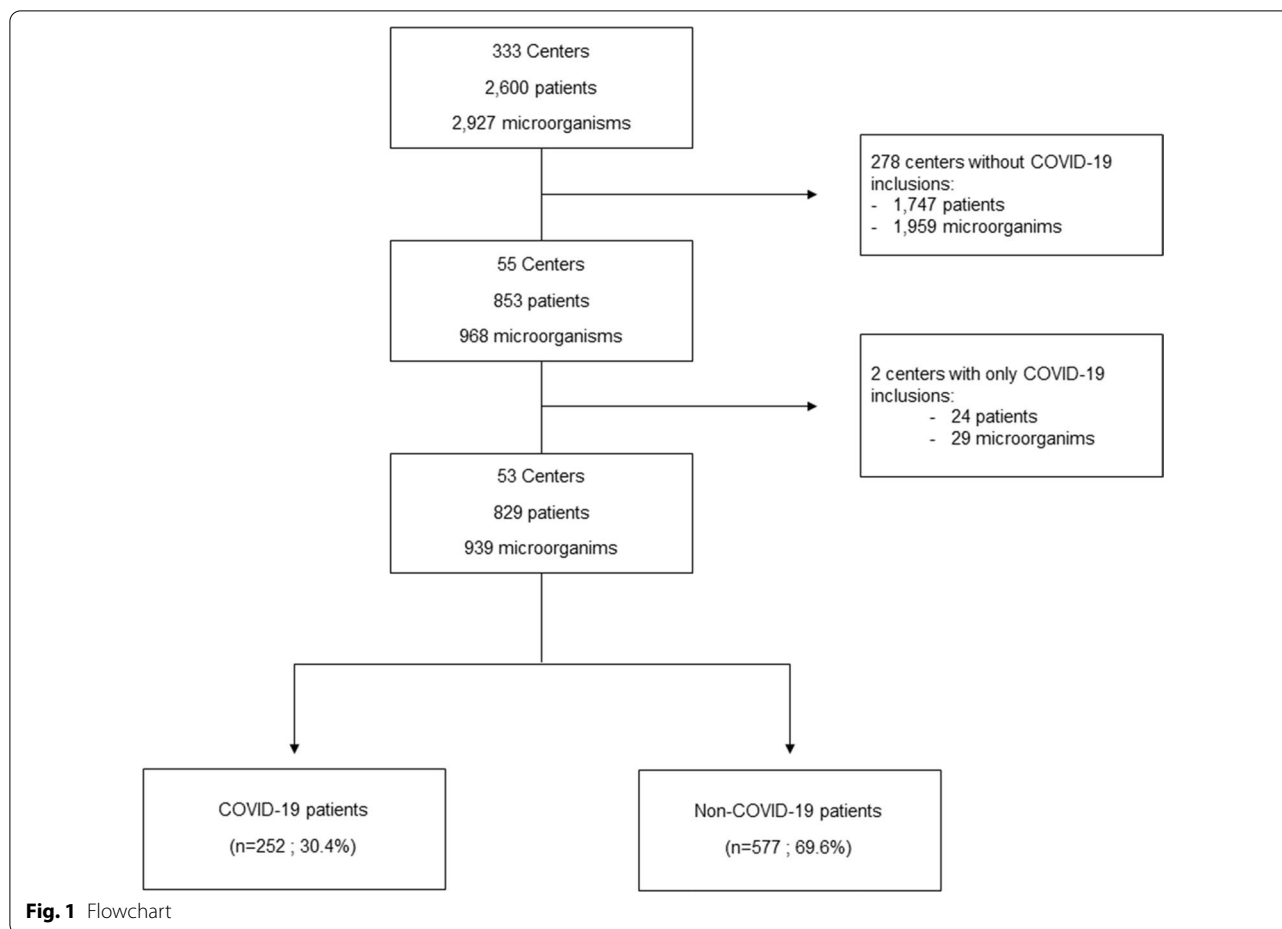 333 Centers
2,600 patients
2,927 microorganisms
278 centers without COVID-19
inclusions:
- 1,747 patients
- 1,959 microorganims
55 Centers
853 patients
968 microorganisms
2 centers with only COVID-19
inclusions:
- 24 patients
- 29 microorganims
53 Centers
829 patients
939 microorganims
COVID-19 patients
(n=252 ; 30.4%)
Non-COVID-19 patients
(n=577 ; 69.6%)
Fig. 1 Flowchart